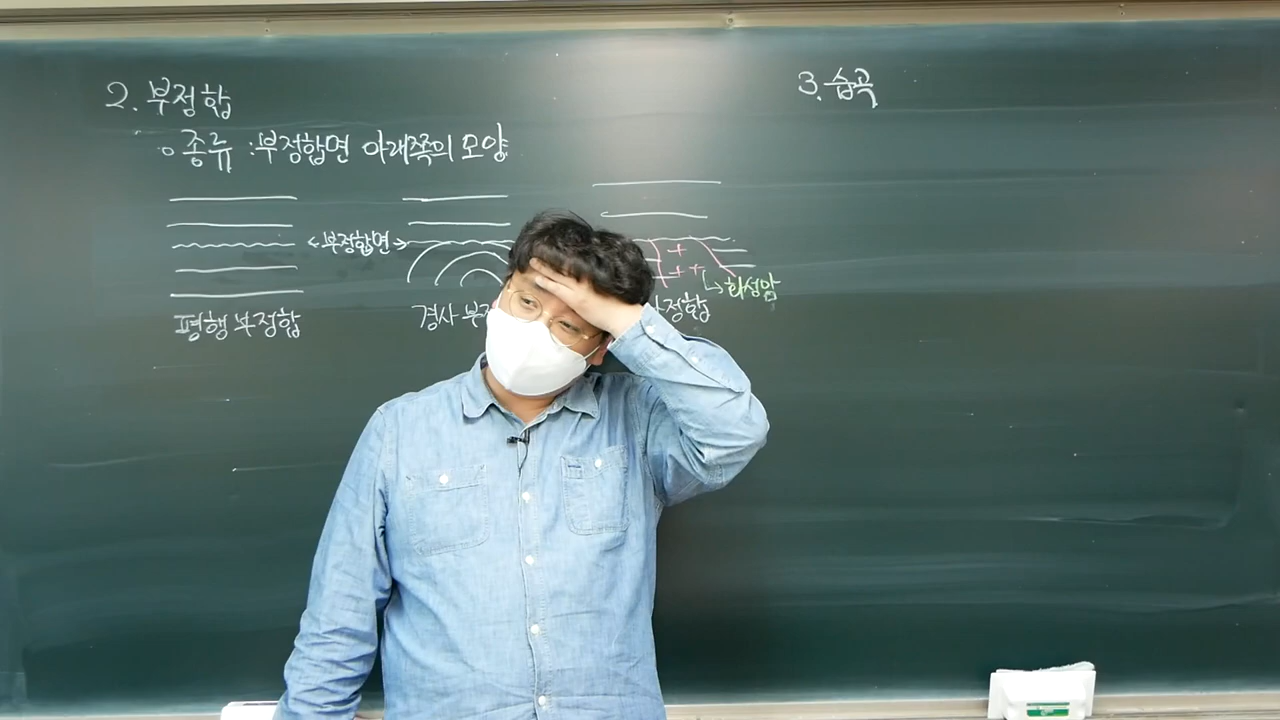 2. 부정합
○ 종류 : 부정합면 아래쪽의 모양
<부정합면>
화성암
평행 부정합
경사 부정
정합
3. 습곡